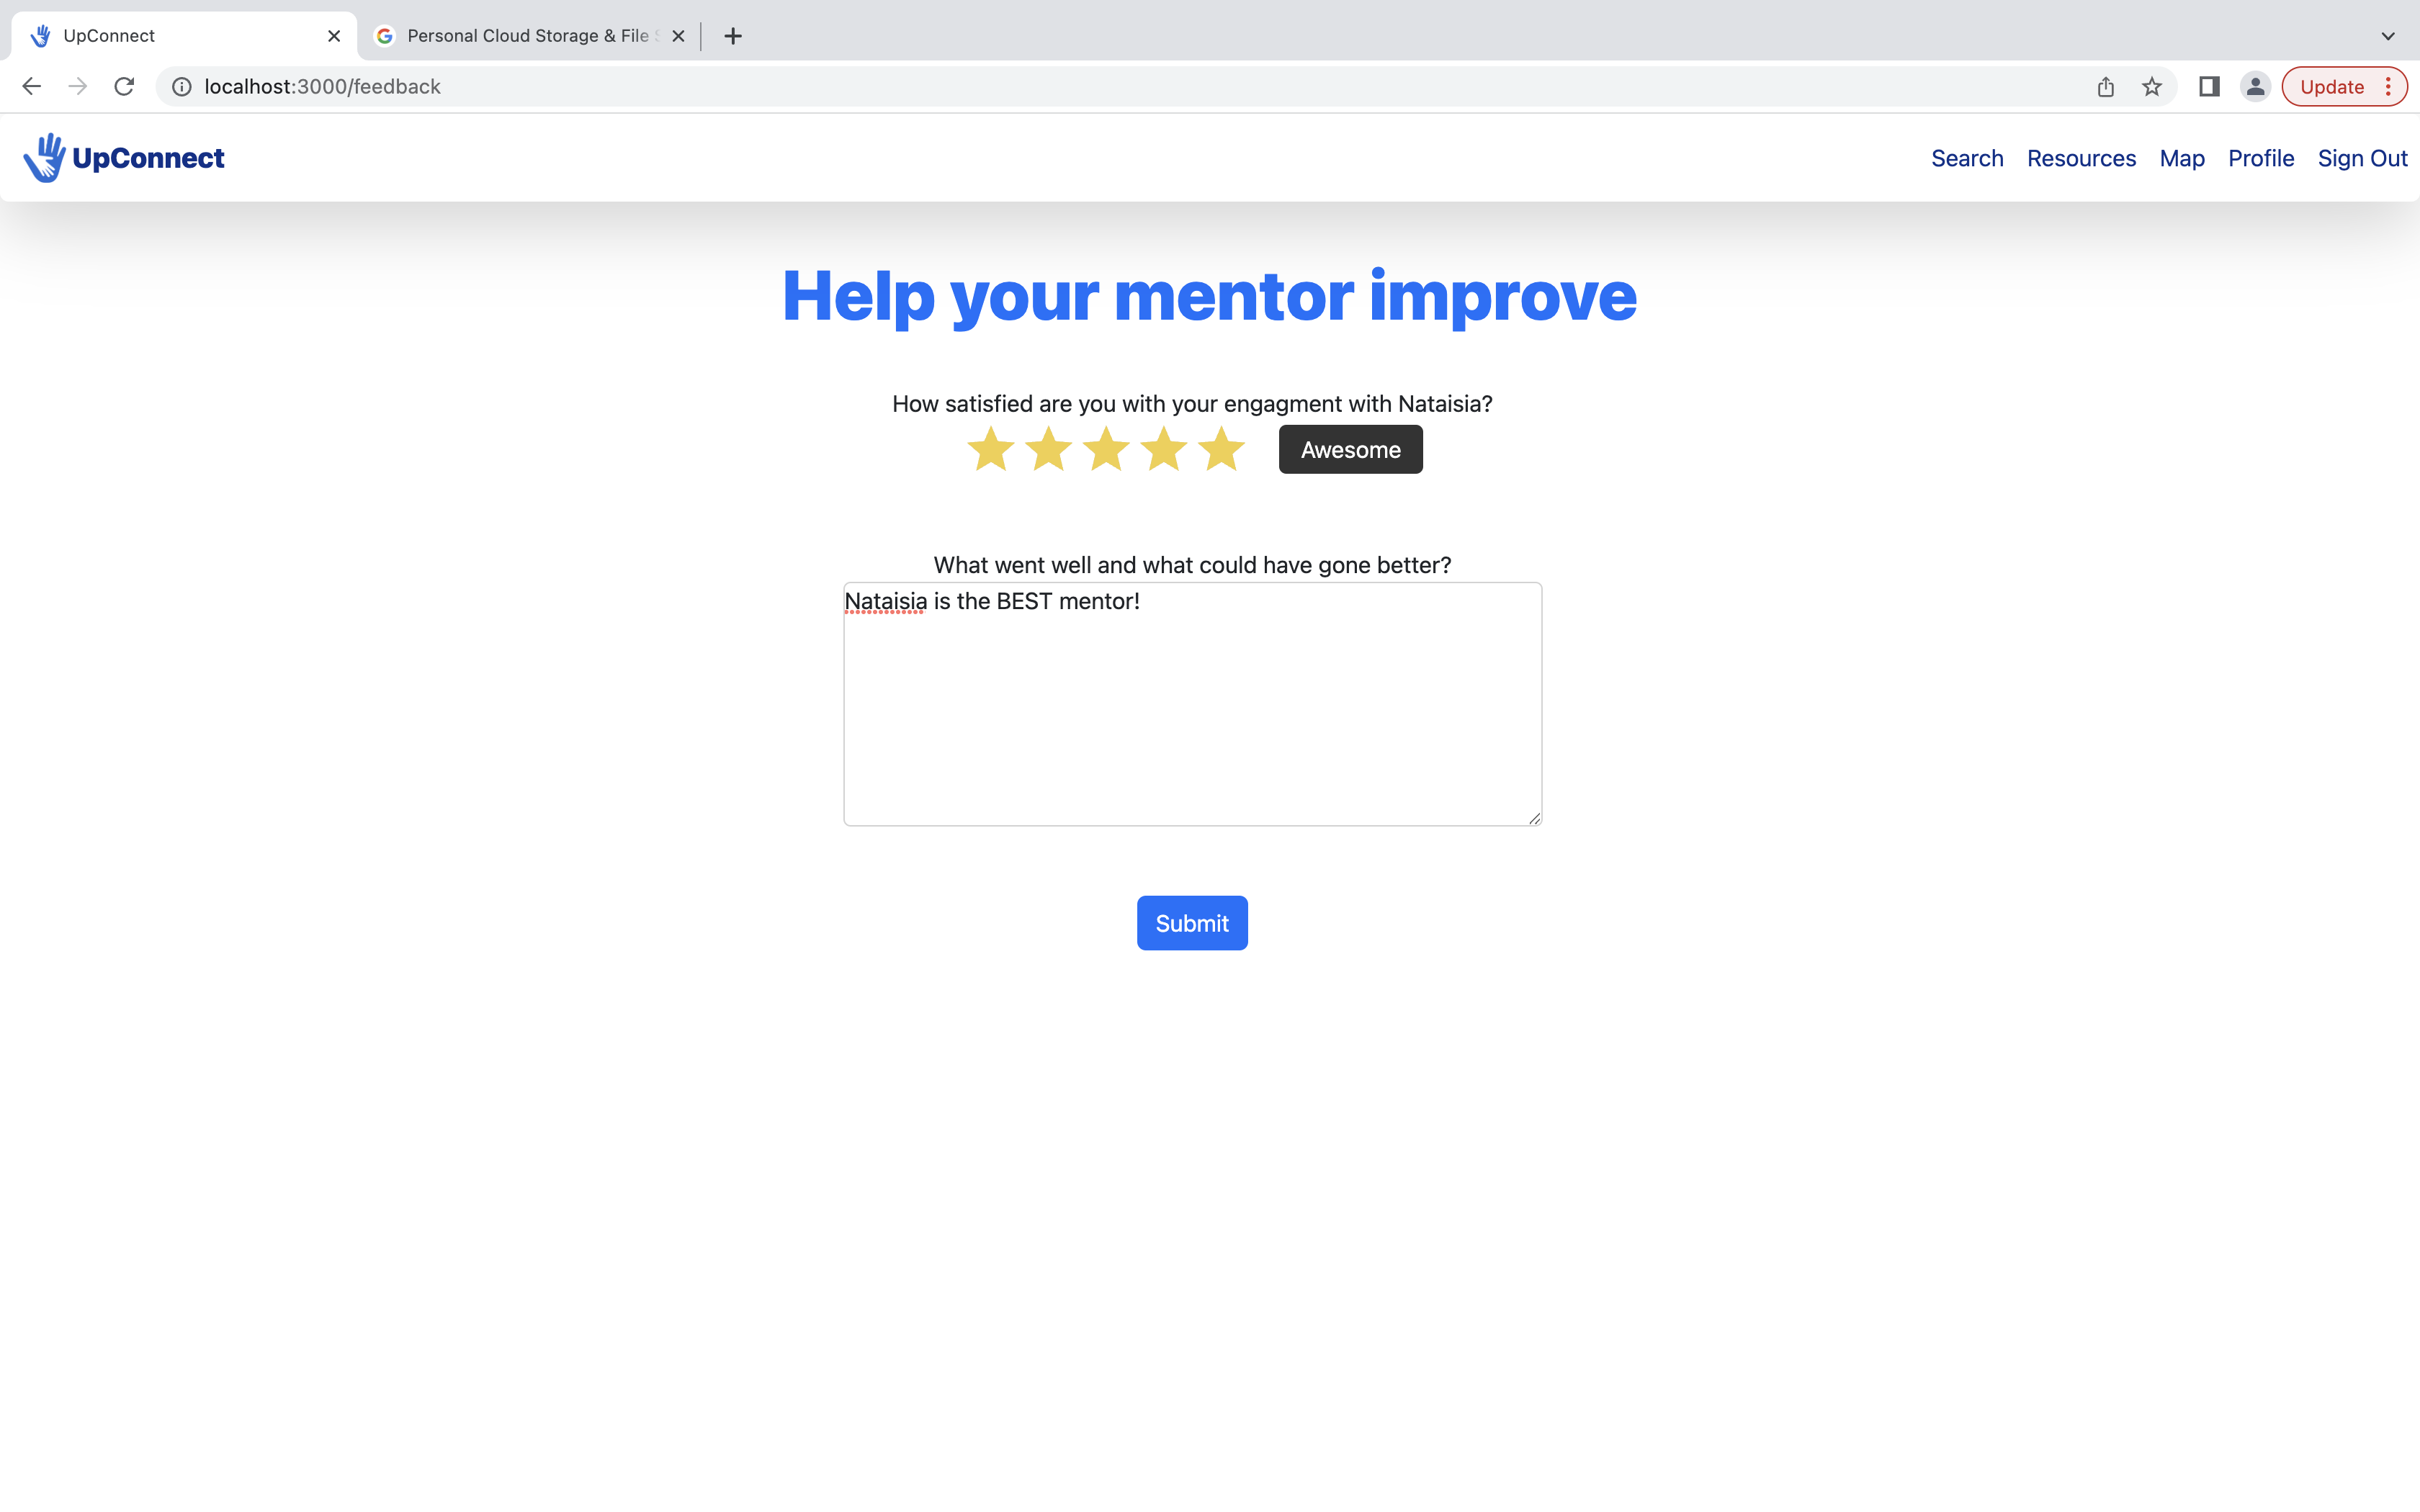 UpConnect
Personal Cloud Storage & File
localhost:3000/feedback
Update
UpConnect
Search Resources Map Profile Sign Out
Help your mentor improve
How satisfied are you with your engagment with Nataisia?
Awesome
What went well and what could have gone better?
Nataisia is the BEST mentor!
Submit